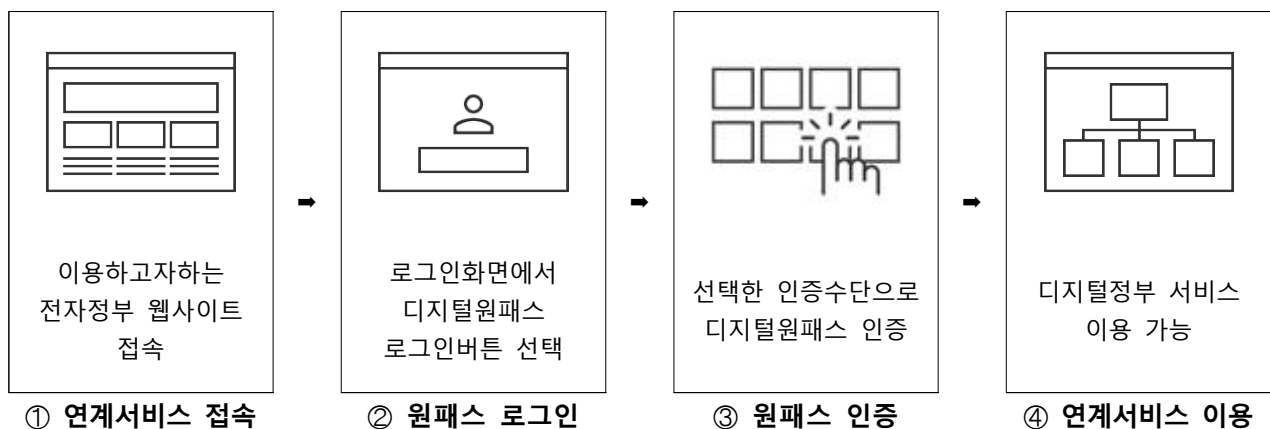 이용하고자하는
전자정부 웹사이트
접속
① 연계서비스 접속
➡
로그인화면에서
디지털원패스
로그인버튼 선택
② 원패스 로그인
➡
선택한 인증수단으로
디지털원패스 인증
③ 원패스 인증
➡
디지털정부 서비스
이용 가능
④ 연계서비스 이용